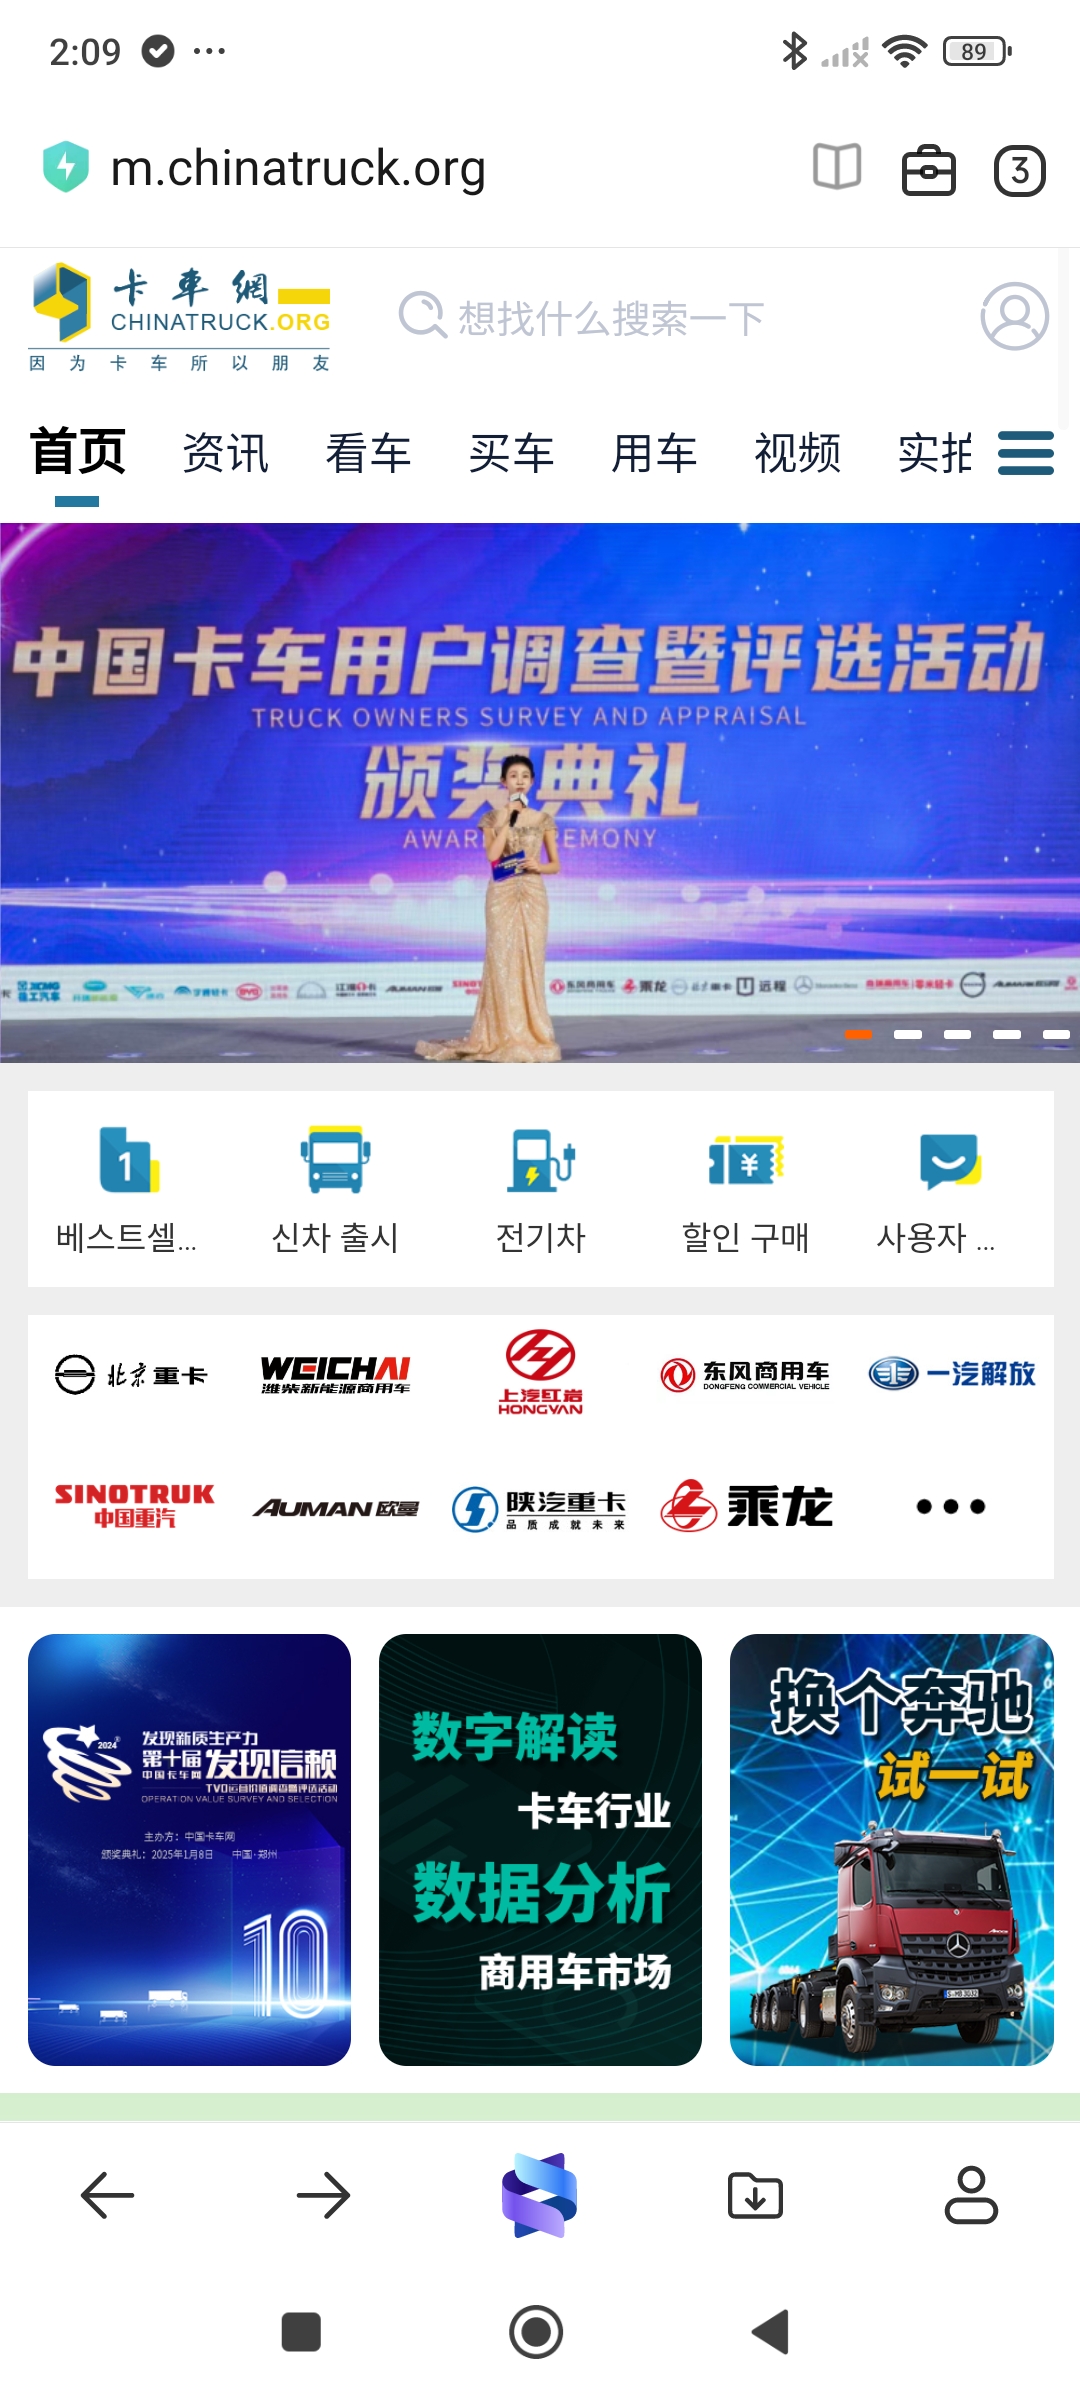 2:09
89
m.chinatruck.org
3
卡車網
CHINATRUCK.ORG
因为卡车所以朋友
想找什么搜索一下
首页 资讯 看车 买车 用车 视频 实拍
中国卡车用户调查暨评选活动
TRUCK OWNERS SURVEY AND APPRAISAL
颁奖典礼
东风商用车 乘龙 远程
1
베스트셀... 신차 출시 전기차 할인 구매 사용자 ...
北京重卡
WEICHAI
潍柴新能源商用车
上汽红岩
HONGYAN
东风商用车
DONGFENG COMMERCIAL VEHICLE
一汽解放
SINOTRUK
中国重汽
AUMAN 欧曼
陕汽重卡
品质成就未来
乘龙
2024
发现新质生产力
第十届
中国卡车网
发现信赖
TVO运营价值调查暨评选活动
OPERATION VALUE SURVEY AND SELECTION
主办方：中国卡车网
颁奖典礼：2025年1月8日 中国·郑州
10
数字解读
卡车行业
数据分析
商用车市场
换个奔驰
试一试